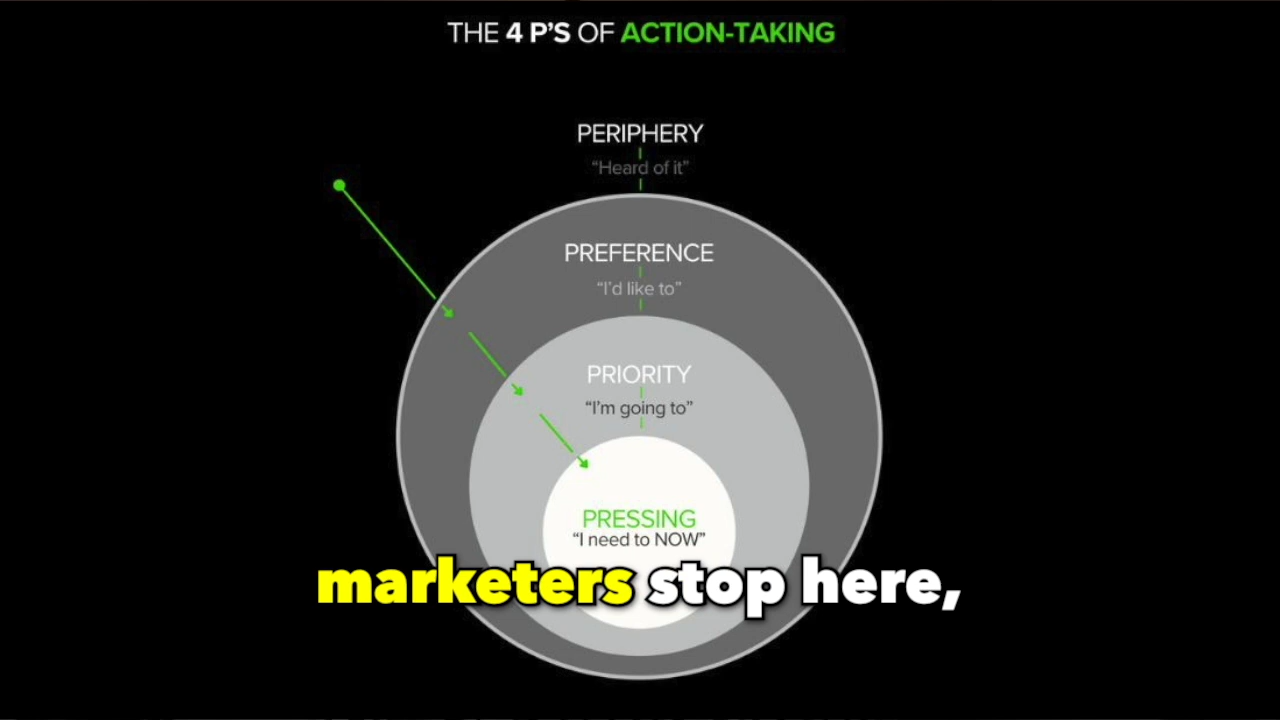 THE 4 P'S OF ACTION-TAKING
PERIPHERY
“Heard of it”
PREFERENCE
“I'd like to”
PRIORITY
“I'm going to”
PRESSING
“I need to NOW”
marketers stop here,